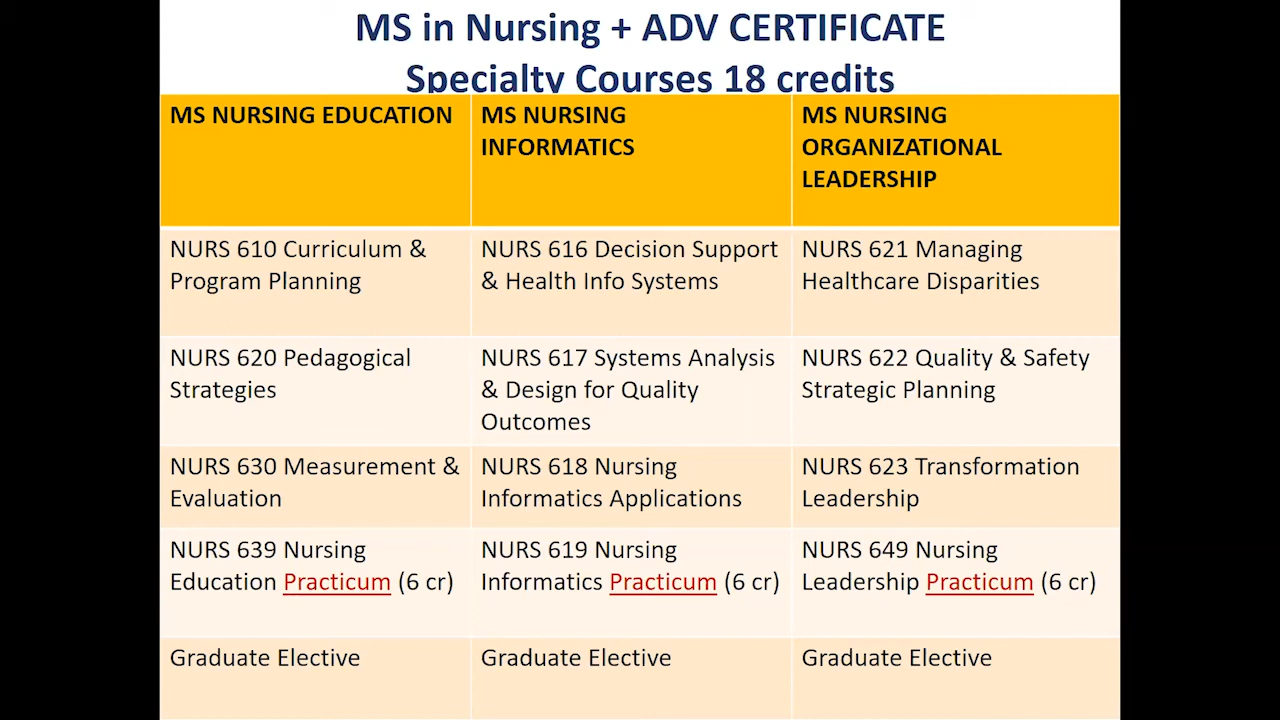 MS in Nursing + ADV CERTIFICATE
Specialty Courses 18 credits
MS NURSING EDUCATION
MS NURSING
INFORMATICS
MS NURSING
ORGANIZATIONAL
LEADERSHIP
NURS 610 Curriculum &
Program Planning
NURS 616 Decision Support
& Health Info Systems
NURS 621 Managing
Healthcare Disparities
NURS 620 Pedagogical
Strategies
NURS 617 Systems Analysis
& Design for Quality
Outcomes
NURS 622 Quality & Safety
Strategic Planning
NURS 630 Measurement &
Evaluation
NURS 618 Nursing
Informatics Applications
NURS 623 Transformation
Leadership
NURS 639 Nursing
Education Practicum (6 cr)
NURS 619 Nursing
Informatics Practicum (6 cr)
NURS 649 Nursing
Leadership Practicum (6 cr)
Graduate Elective
Graduate Elective
Graduate Elective